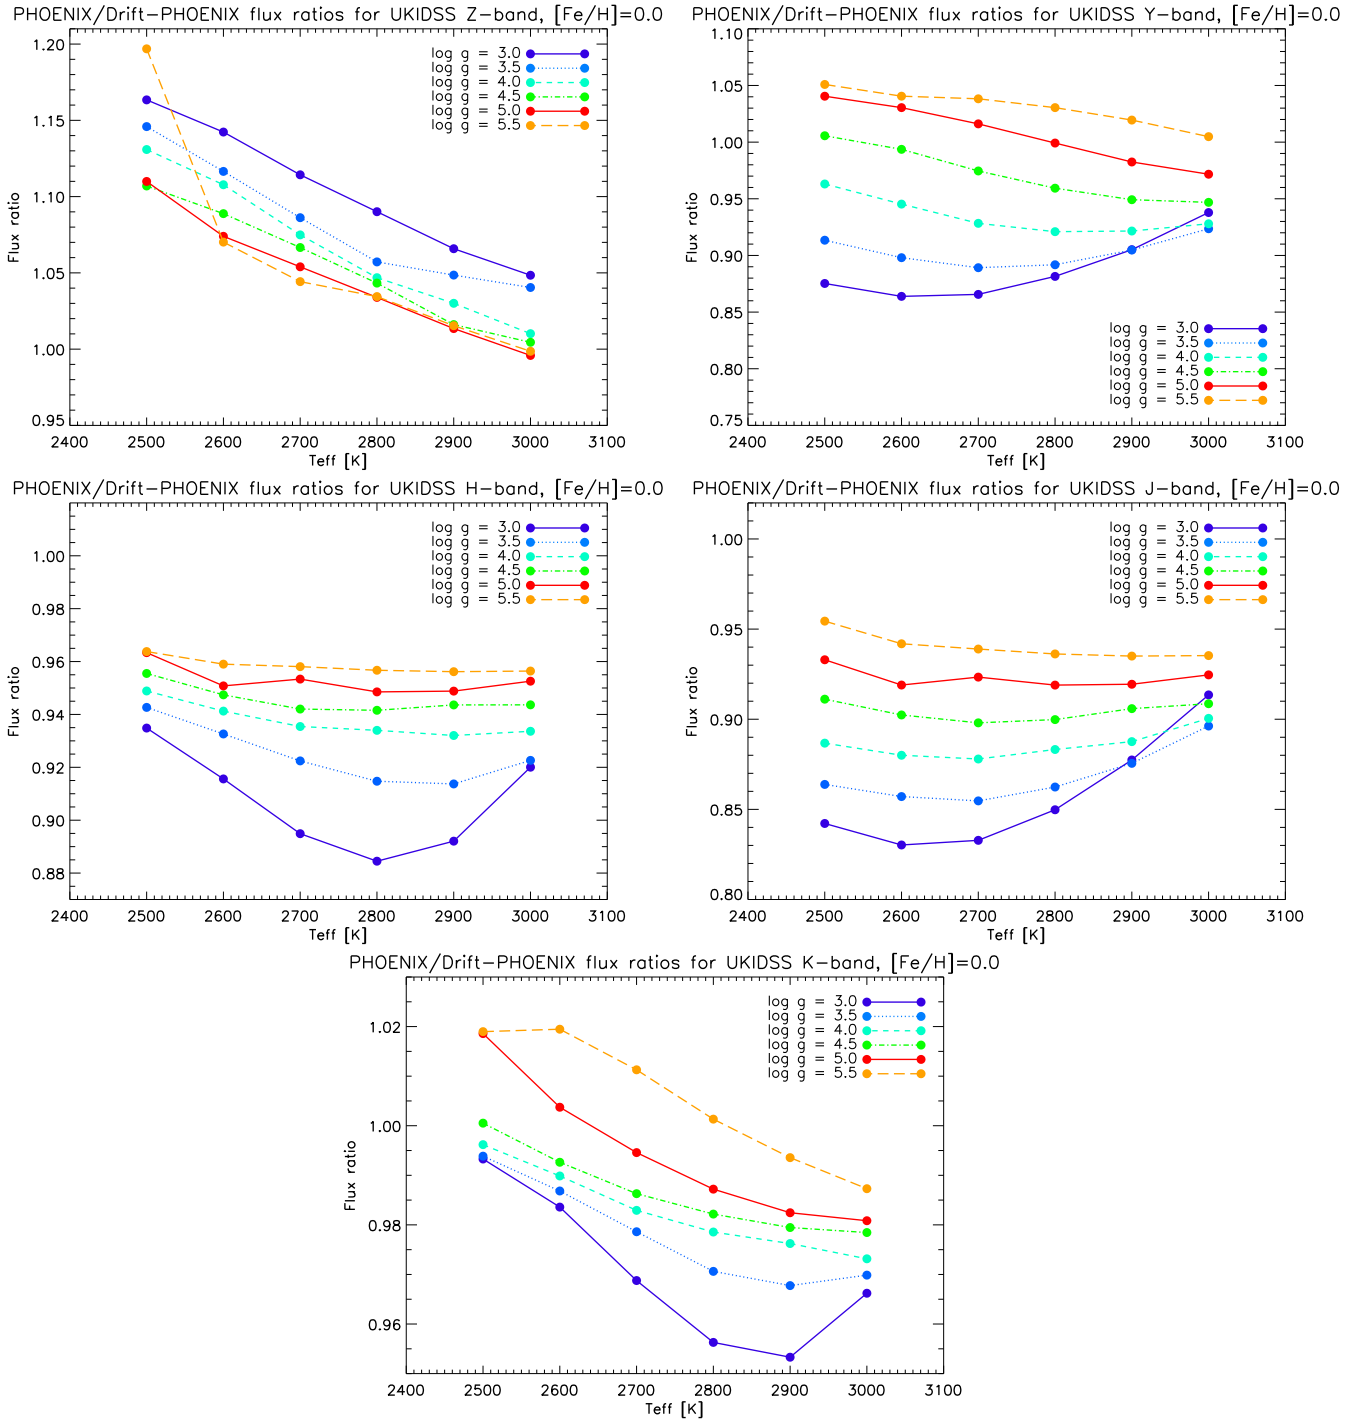 PHOENIX/Drift-PHOENIX flux ratios for UKIDSS Z-band, [Fe/H]=0.0
1.20
1.15
1.10
1.05
1.00
0.95
Flux ratio
log g = 3.0
log g = 3.5
log g = 4.0
log g = 4.5
log g = 5.0
log g = 5.5
2400 2500 2600 2700 2800 2900 3000 3100
Teff [K]
PHOENIX/Drift-PHOENIX flux ratios for UKIDSS Y-band, [Fe/H]=0.0
1.10
1.05
1.00
0.95
0.90
0.85
0.80
0.75
Flux ratio
log g = 3.0
log g = 3.5
log g = 4.0
log g = 4.5
log g = 5.0
log g = 5.5
2400 2500 2600 2700 2800 2900 3000 3100
Teff [K]
PHOENIX/Drift-PHOENIX flux ratios for UKIDSS H-band, [Fe/H]=0.0
1.00
0.98
0.96
0.94
0.92
0.90
0.88
Flux ratio
log g = 3.0
log g = 3.5
log g = 4.0
log g = 4.5
log g = 5.0
log g = 5.5
2400 2500 2600 2700 2800 2900 3000 3100
Teff [K]
PHOENIX/Drift-PHOENIX flux ratios for UKIDSS J-band, [Fe/H]=0.0
1.00
0.95
0.90
0.85
0.80
Flux ratio
log g = 3.0
log g = 3.5
log g = 4.0
log g = 4.5
log g = 5.0
log g = 5.5
2400 2500 2600 2700 2800 2900 3000 3100
Teff [K]
PHOENIX/Drift-PHOENIX flux ratios for UKIDSS K-band, [Fe/H]=0.0
1.02
1.00
0.98
0.96
Flux ratio
log g = 3.0
log g = 3.5
log g = 4.0
log g = 4.5
log g = 5.0
log g = 5.5
2400 2500 2600 2700 2800 2900 3000 3100
Teff [K]